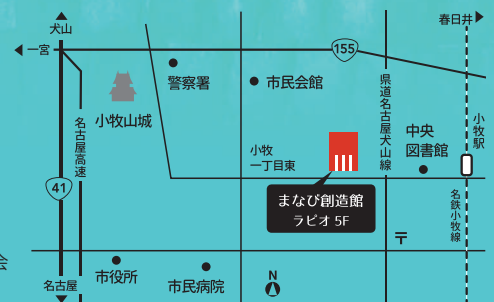 犬山
春日井
一宮
155
警察署
市民会館
小牧山城
県道名古屋犬山線
小牧駅
中央
図書館
名古屋高速
小牧
一丁目東
41
まなび創造館
ラピオ 5F
名鉄小牧線
〒
会
市役所
市民病院
名古屋
N